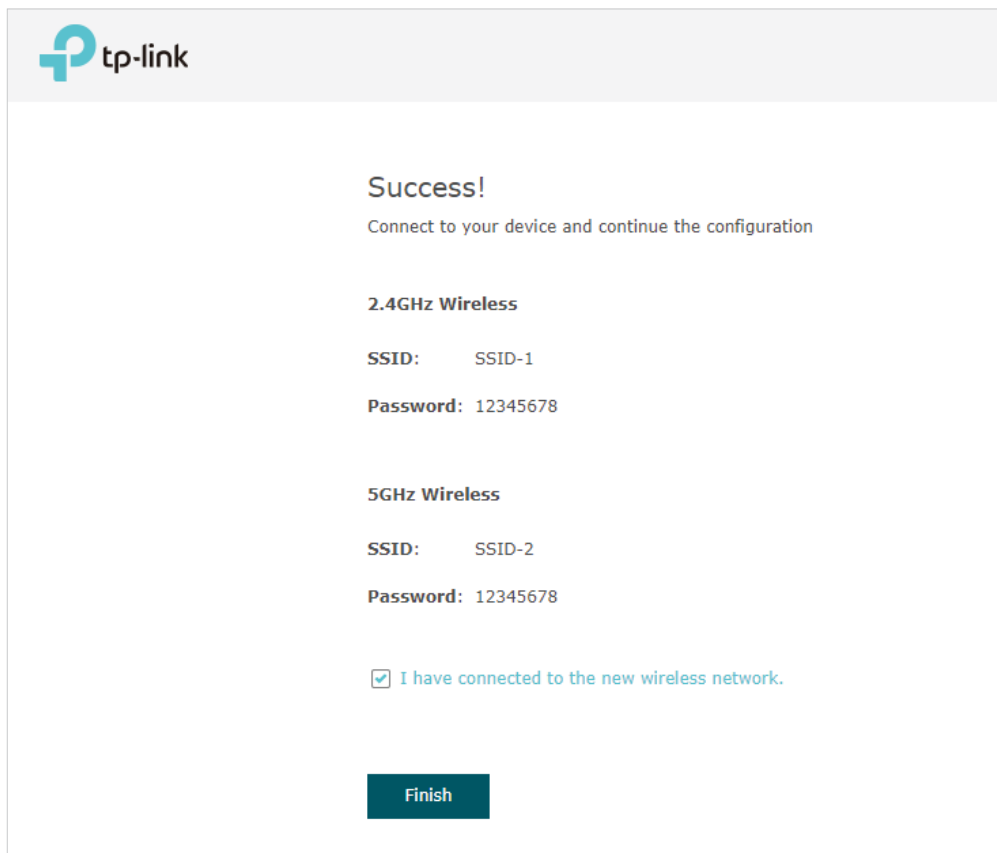 tp-link
Success!
Connect to your device and continue the configuration
2.4GHz Wireless
SSID: SSID-1
Password: 12345678
5GHz Wireless
SSID: SSID-2
Password: 12345678
I have connected to the new wireless network.
Finish